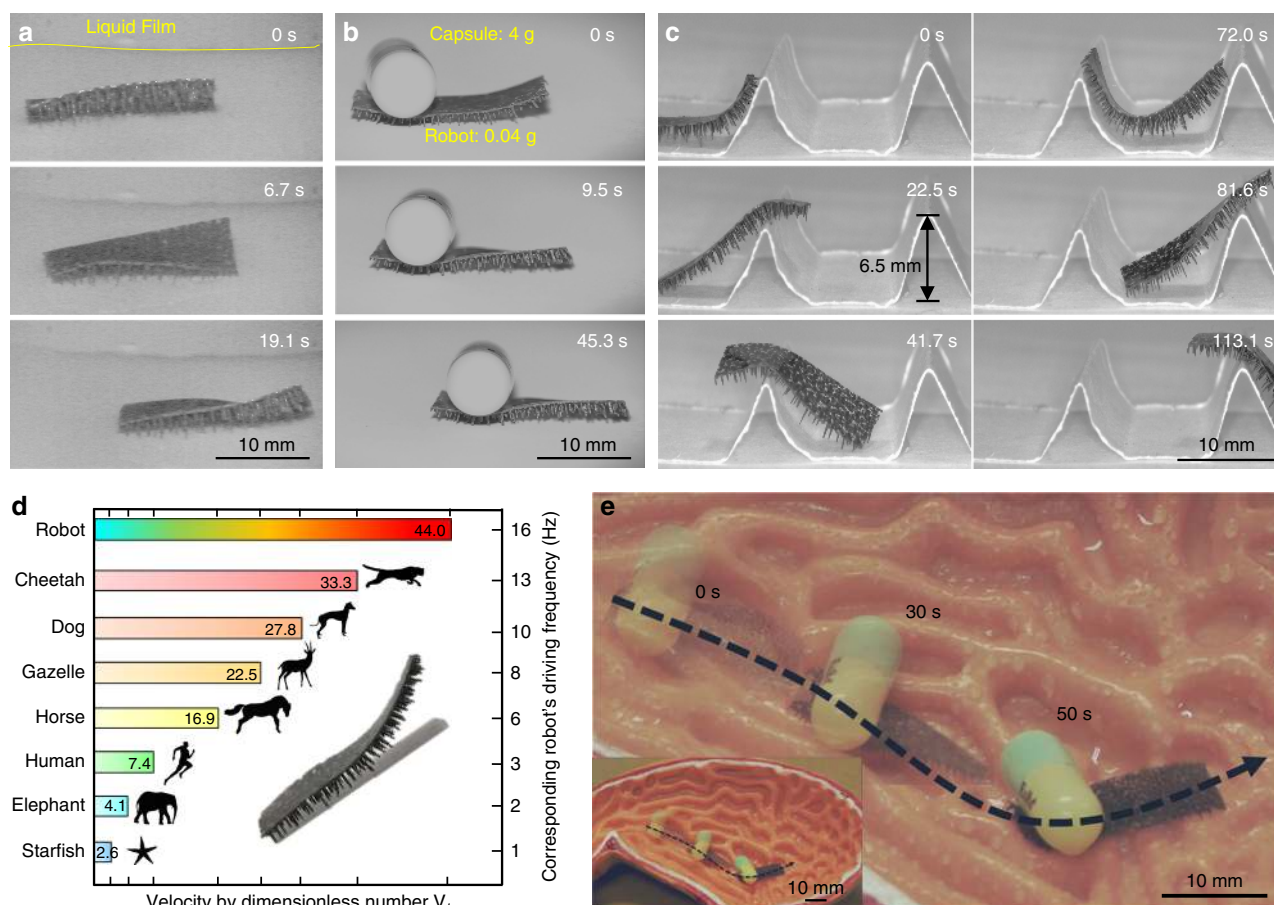 a
Liquid Film
0 s
6.7 s
19.1 s
10 mm
b
Capsule: 4 g
0 s
Robot: 0.04 g
9.5 s
45.3 s
10 mm
c
0 s
72.0 s
22.5 s
6.5 mm
81.6 s
41.7 s
113.1 s
10 mm
d
Robot 44.0 16
Cheetah 33.3 13
Dog 27.8 10
Gazelle 22.5 8
Horse 16.9 6
Human 7.4 3
Elephant 4.1 2
Starfish 2.6 1
Corresponding robot's driving frequency (Hz)
Velocity by dimensionless number
e
0 s
30 s
50 s
10 mm
10 mm